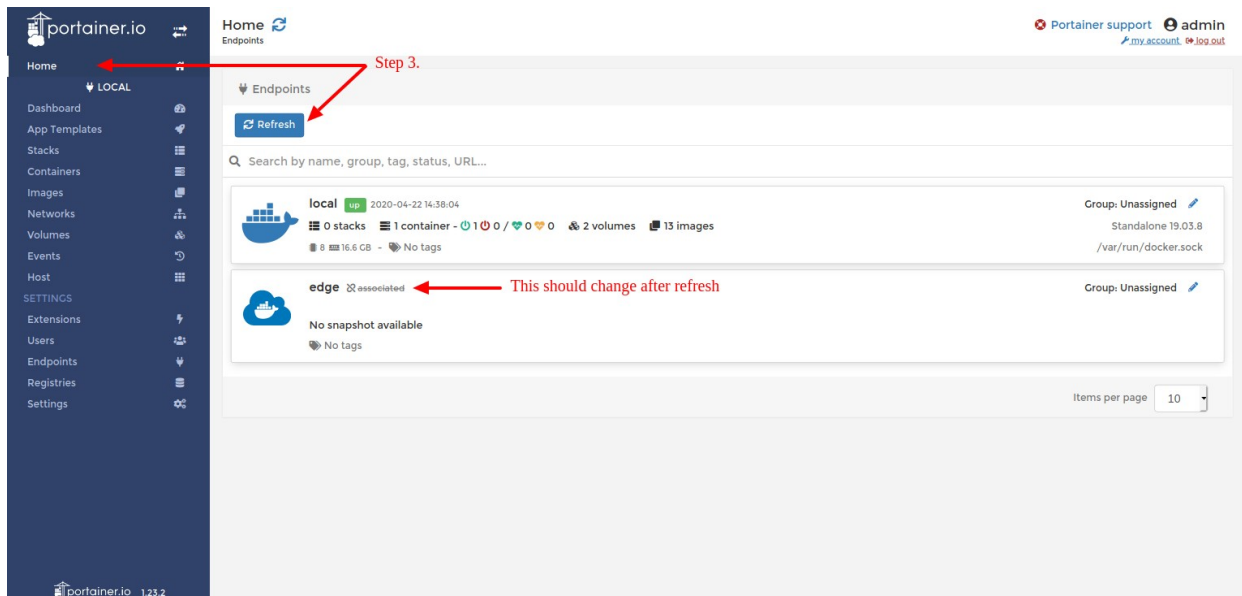 portainer.io
Home
LOCAL
Dashboard
App Templates
Stacks
Containers
Images
Networks
Volumes
Events
Host
SETTINGS
Extensions
Users
Endpoints
Registries
Settings
portainer.io 1.23.2
Home
Endpoints
Portainer support admin
my account log out
Step 3.
Endpoints
Refresh
Search by name, group, tag, status, URL...
local up 2020-04-22 14:38:04
Group: Unassigned
0 stacks 1 container - 1 0 / 0 0 2 volumes 13 images
Standalone 19.03.8
8 16.6 GB - No tags
/var/run/docker.sock
edge associated
This should change after refresh
Group: Unassigned
No snapshot available
No tags
Items per page 10